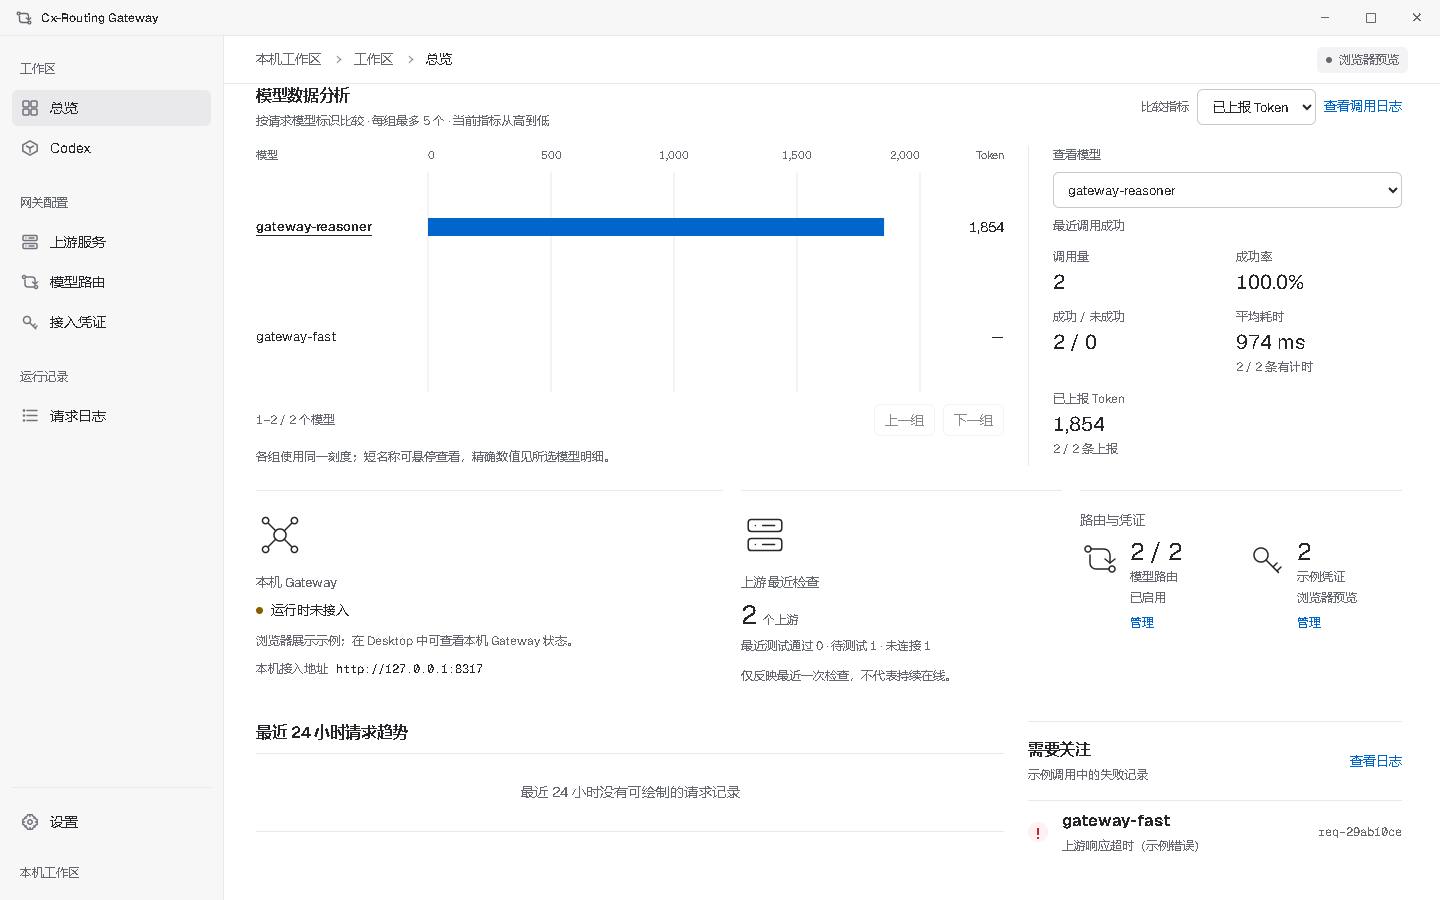 Cx-Routing Gateway
工作区
总览
Codex
网关配置
上游服务
模型路由
接入凭证
运行记录
请求日志
设置
本机工作区
本机工作区 > 工作区 > 总览
浏览器预览
模型数据分析
按请求模型标识比较 · 每组最多 5 个 · 当前指标从高到低
比较指标 已上报 Token 查看调用日志
模型 0 500 1,000 1,500 2,000 Token
gateway-reasoner 1,854
gateway-fast —
1–2 / 2 个模型
上一组 下一组
各组使用同一刻度；短名称可悬停查看，精确数值见所选模型明细。
查看模型
gateway-reasoner
最近调用成功
调用量 成功率
2 100.0%
成功 / 未成功 平均耗时
2 / 0 974 ms
2 / 2 条有计时
已上报 Token
1,854
2 / 2 条上报
本机 Gateway
运行时未接入
浏览器展示示例；在 Desktop 中可查看本机 Gateway 状态。
本机接入地址 http://127.0.0.1:8317
上游最近检查
2 个上游
最近测试通过 0 · 待测试 1 · 未连接 1
仅反映最近一次检查，不代表持续在线。
路由与凭证
2 / 2
模型路由
已启用
管理
2
示例凭证
浏览器预览
管理
最近 24 小时请求趋势
最近 24 小时没有可绘制的请求记录
需要关注
示例调用中的失败记录
查看日志
gateway-fast
上游响应超时（示例错误）
req-29ab10ce